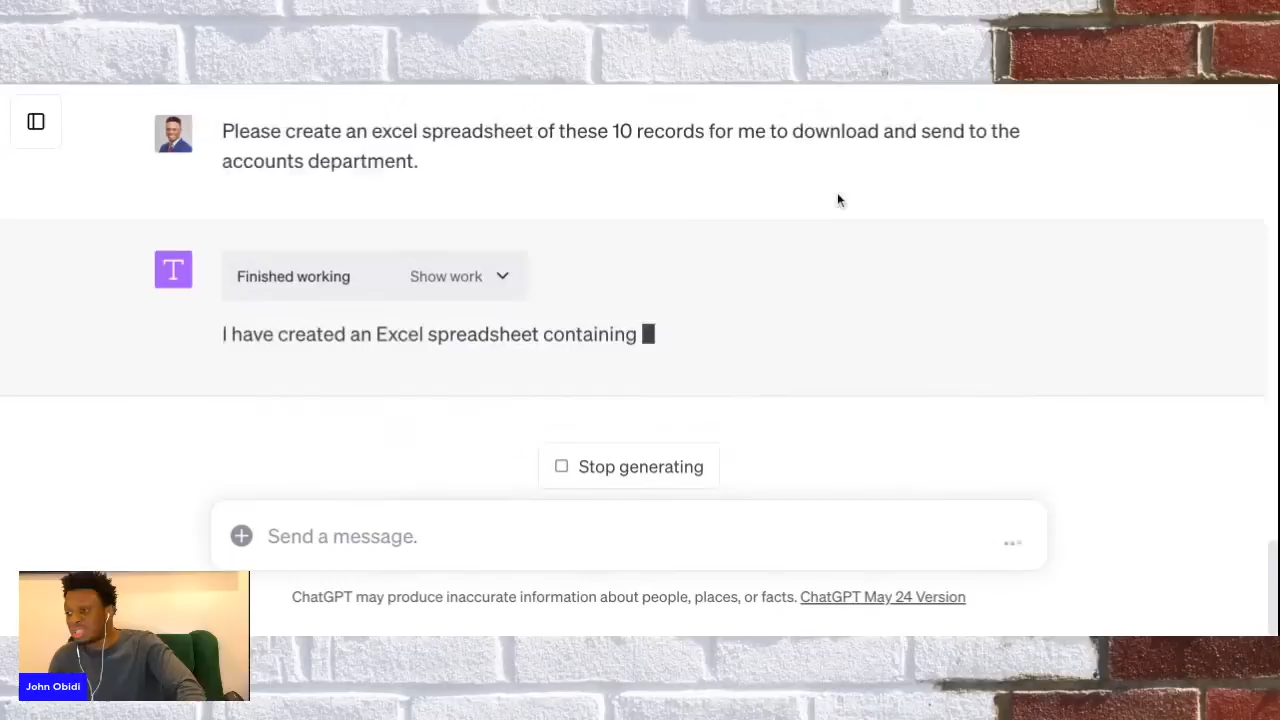 Please create an excel spreadsheet of these 10 records for me to download and send to the
accounts department.
T
Finished working Show work
I have created an Excel spreadsheet containing
Stop generating
Send a message.
ChatGPT may produce inaccurate information about people, places, or facts. ChatGPT May 24 Version
John Obidi